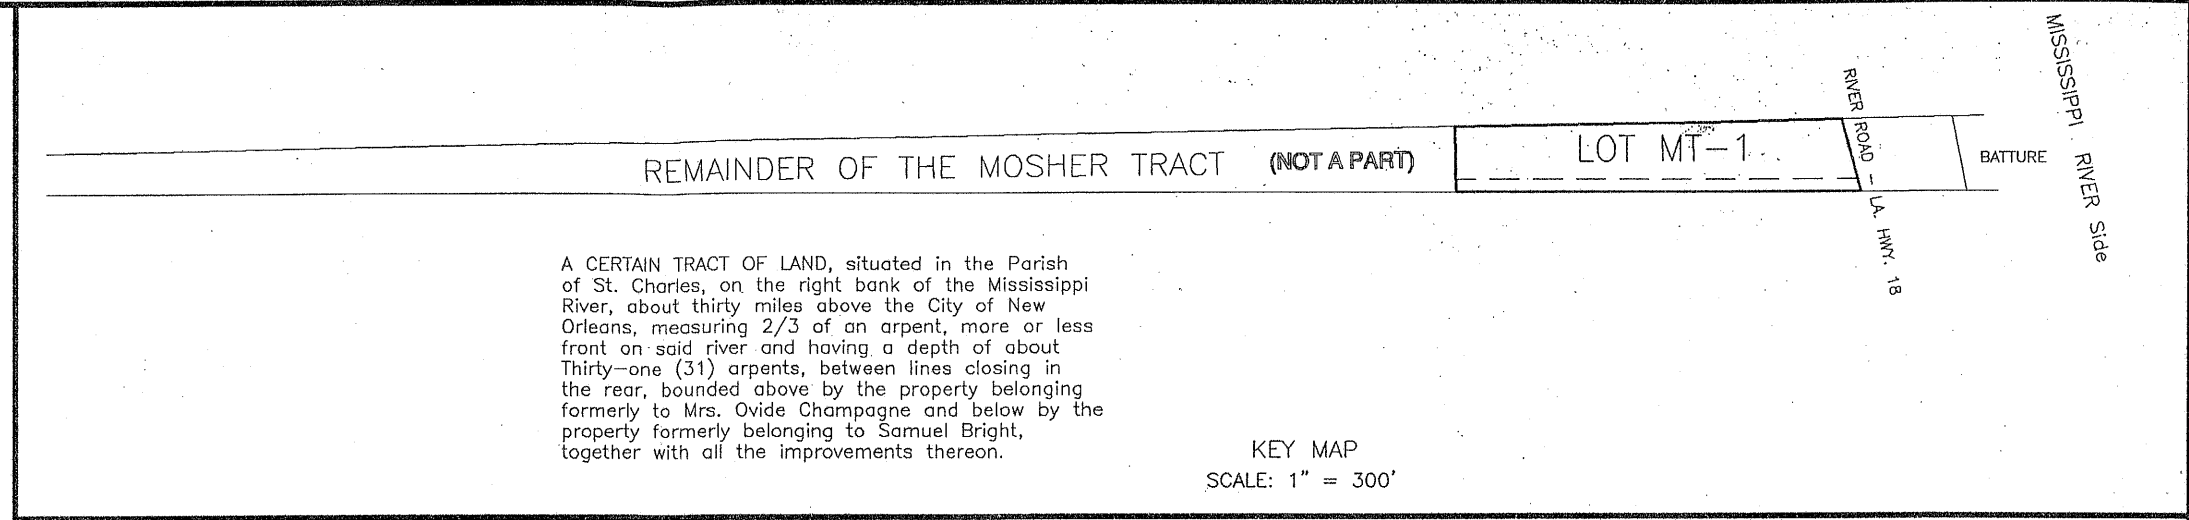 MISSISSIPPI RIVER Side
RIVER ROAD - LA. HWY. 18
REMAINDER OF THE MOSHER TRACT (NOT A PART)
LOT MT-1
BATTURE
A CERTAIN TRACT OF LAND, situated in the Parish
of St. Charles, on the right bank of the Mississippi
River, about thirty miles above the City of New
Orleans, measuring 2/3 of an arpent, more or less
front on said river and having a depth of about
Thirty-one (31) arpents, between lines closing in
the rear, bounded above by the property belonging
formerly to Mrs. Ovide Champagne and below by the
property formerly belonging to Samuel Bright,
together with all the improvements thereon.
KEY MAP
SCALE: 1" = 300'